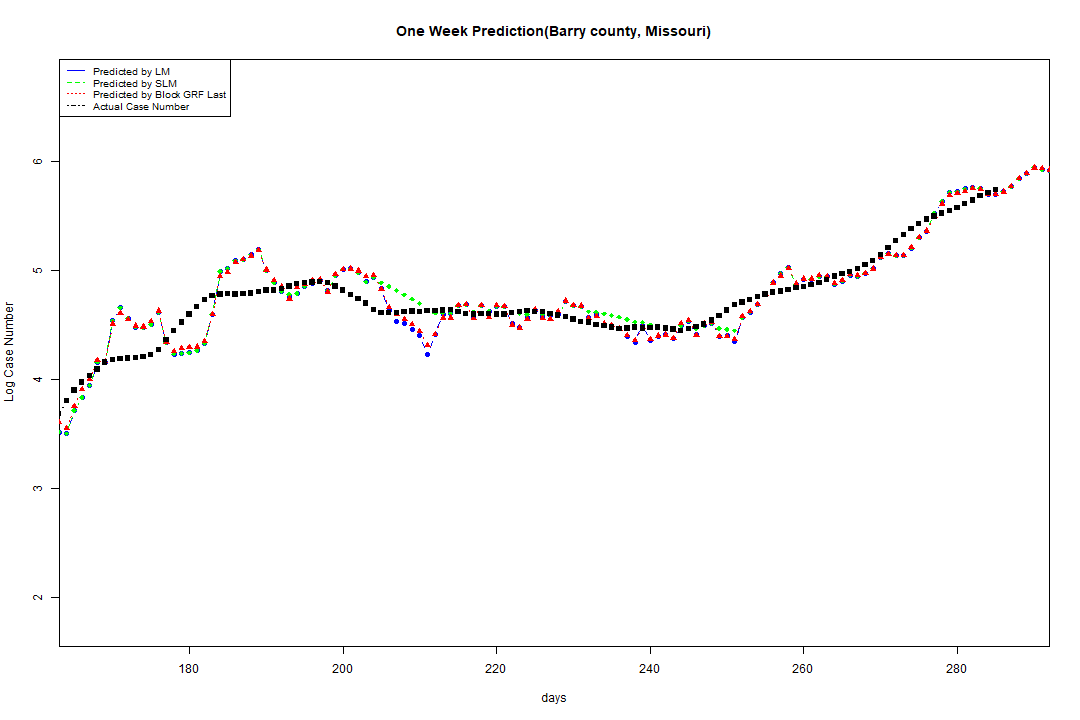 One Week Prediction(Barry county, Missouri)
Predicted by LM
Predicted by SLM
Predicted by Block GRF Last
Actual Case Number
Log Case Number
6
5
4
3
2
180 200 220 240 260 280
days